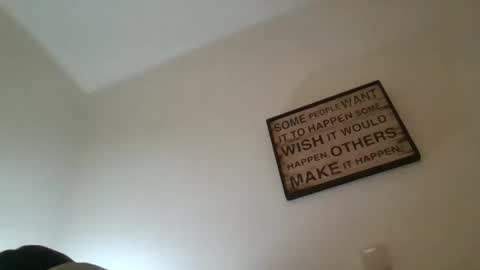 SOME PEOPLE WANT
IT TO HAPPEN SOME
WISH IT WOULD
HAPPEN OTHERS
MAKE IT HAPPEN